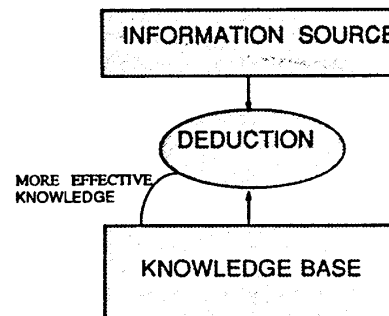 INFORMATION SOURCE
DEDUCTION
MORE EFFECTIVE
KNOWLEDGE
KNOWLEDGE BASE